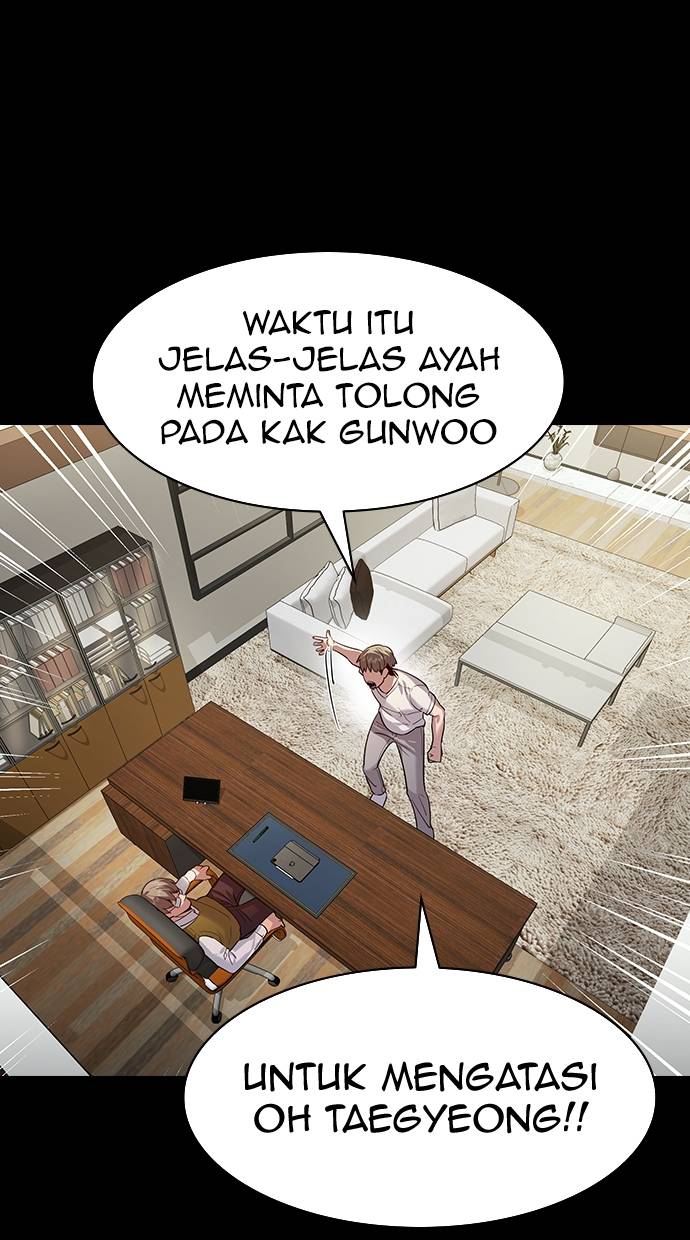 WAKTU ITU
JELAS-JELAS AYAH
MEMINTA TOLONG
PADA KAK GUNWOO
UNTUK MENGATASI
OH TAEGYEONG!!